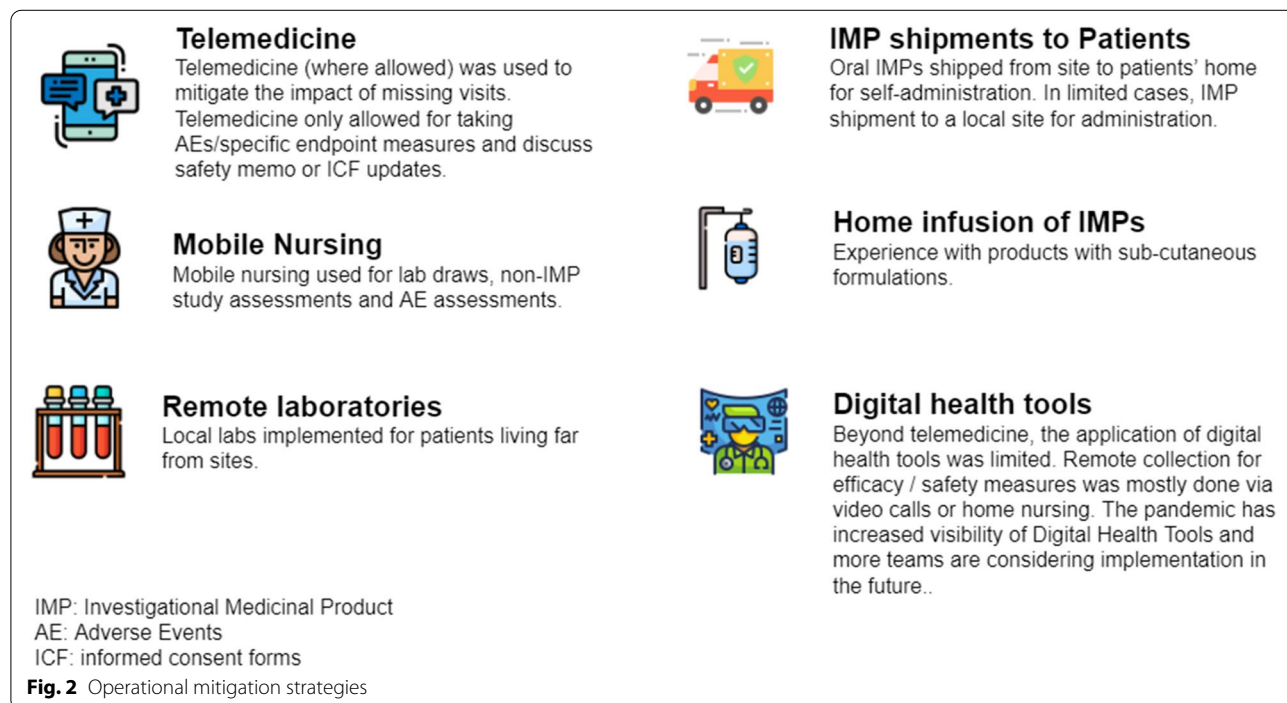 Telemedicine
Telemedicine (where allowed) was used to
mitigate the impact of missing visits.
Telemedicine only allowed for taking
AEs/specific endpoint measures and discuss
safety memo or ICF updates.
Mobile Nursing
Mobile nursing used for lab draws, non-IMP
study assessments and AE assessments.
Remote laboratories
Local labs implemented for patients living far
from sites.
IMP shipments to Patients
Oral IMPs shipped from site to patients' home
for self-administration. In limited cases, IMP
shipment to a local site for administration.
Home infusion of IMPs
Experience with products with sub-cutaneous
formulations.
Digital health tools
Beyond telemedicine, the application of digital
health tools was limited. Remote collection for
efficacy / safety measures was mostly done via
video calls or home nursing. The pandemic has
increased visibility of Digital Health Tools and
more teams are considering implementation in
the future..
IMP: Investigational Medicinal Product
AE: Adverse Events
ICF: informed consent forms
Fig. 2 Operational mitigation strategies